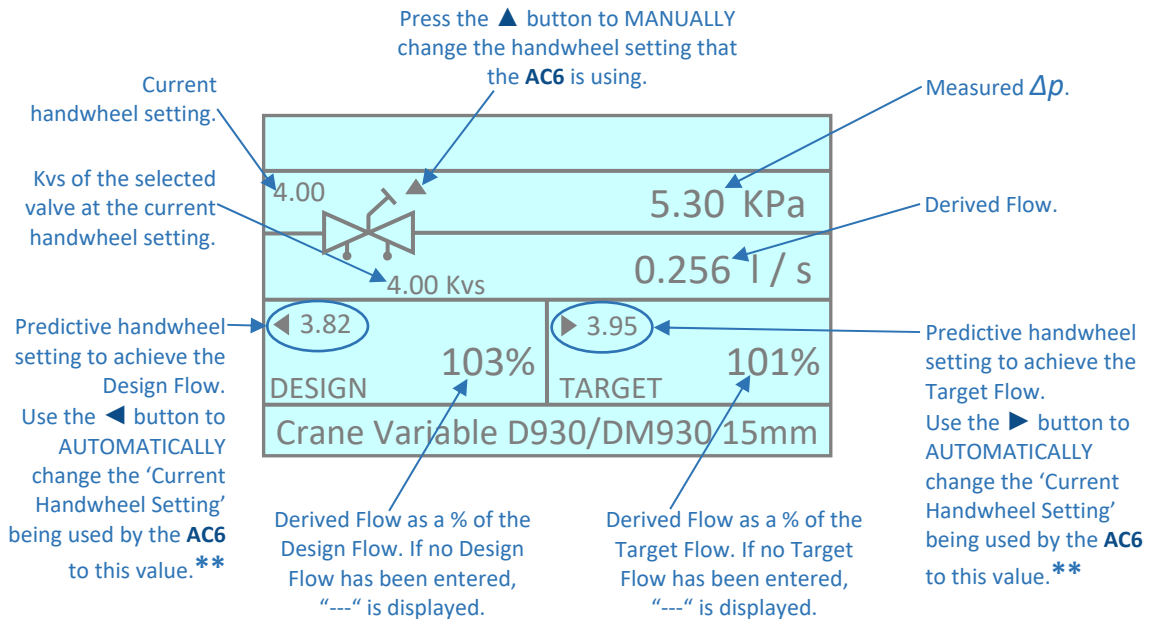 Press the ▲ button to MANUALLY
change the handwheel setting that
the AC6 is using.
Current
handwheel setting.
Measured Δp.
Kvs of the selected
valve at the current
handwheel setting.
Derived Flow.
4.00
5.30 KPa
0.256 l / s
4.00 Kvs
◀ 3.82
103%
DESIGN
▶ 3.95
101%
TARGET
Crane Variable D930/DM930 15mm
Predictive handwheel
setting to achieve the
Design Flow.
Use the ◀ button to
AUTOMATICALLY
change the ‘Current
Handwheel Setting’
being used by the AC6
to this value.**
Predictive handwheel
setting to achieve the
Target Flow.
Use the ▶ button to
AUTOMATICALLY
change the ‘Current
Handwheel Setting’
being used by the AC6
to this value.**
Derived Flow as a % of the
Design Flow. If no Design
Flow has been entered,
“---“ is displayed.
Derived Flow as a % of the
Target Flow. If no Target
Flow has been entered,
“---“ is displayed.